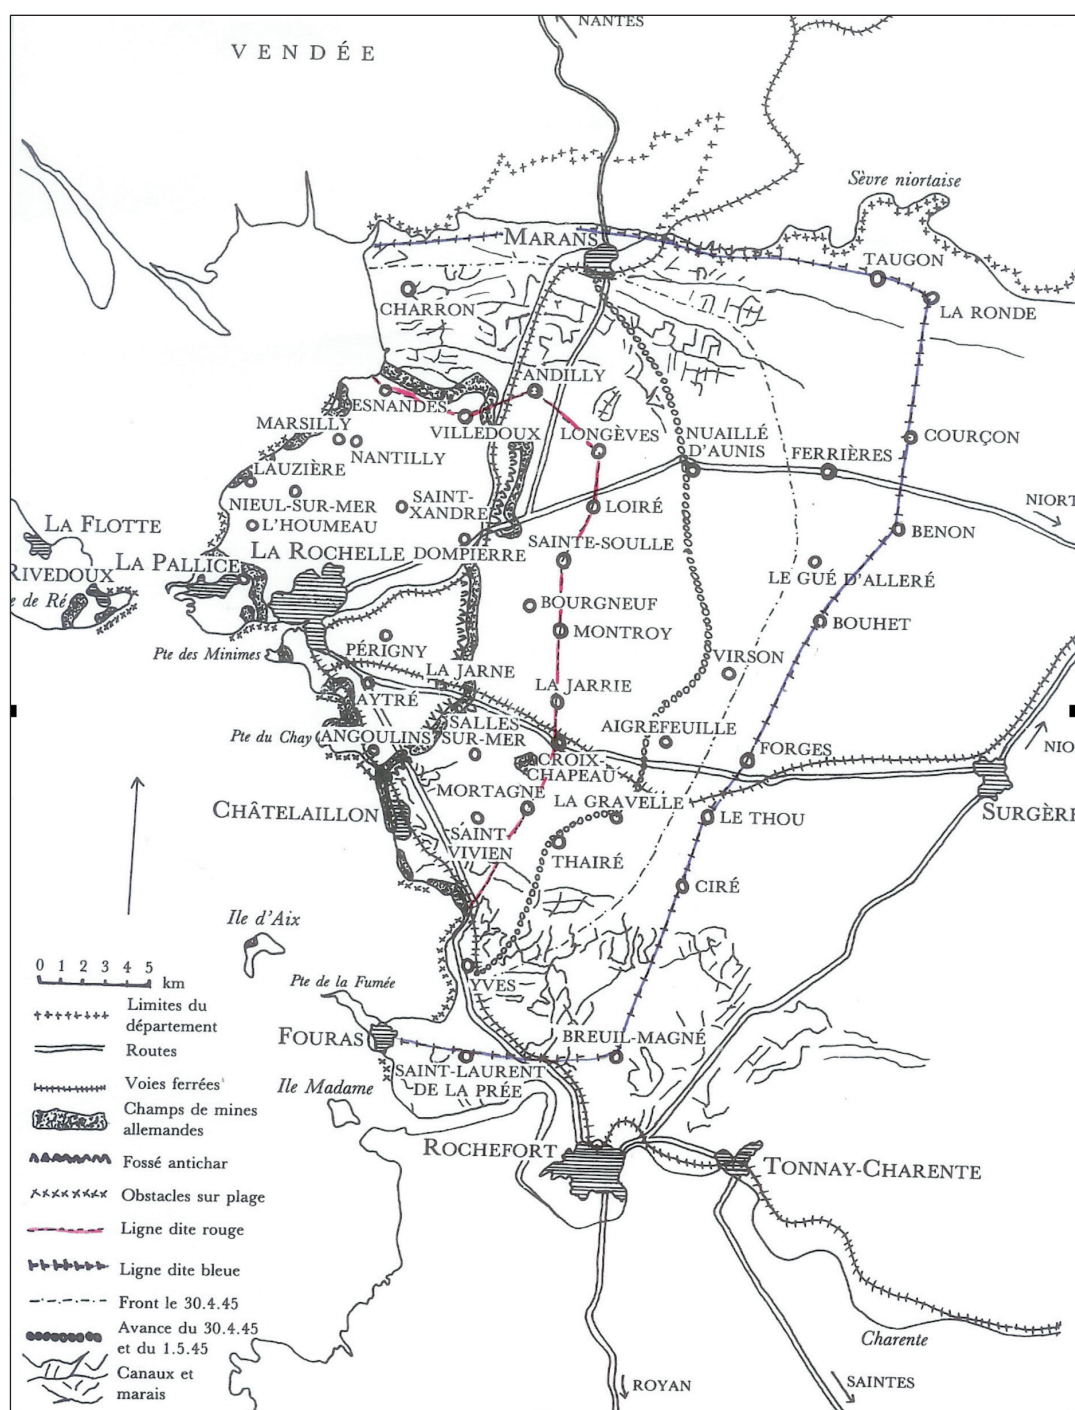 NANTES
VENDÉE
Sèvre niortaise
MARANS
TAUGON
CHARRON
LA RONDE
ANDILLY
ESNANDES
MARSILLY
VILLEDOUX
LONGÈVES
NUAILLÉ
D'AUNIS
COURÇON
NANTILLY
FERRIÈRES
LAUZIÈRE
NIEUL-SUR-MER
SAINT-
XANDRE
LOIRÉ
NIORT
LA FLOTTE
L'HOUMEAU
BENON
LA ROCHELLE
DOMPIERRE
SAINTE-SOULLE
LA PALLICE
RIVEDOUX
LE GUÉ D'ALLERÉ
e de Ré
BOURGNEUF
BOUHET
MONTROY
PÉRIGNY
Pte des Minimes
LA JARNE
VIRSON
LA JARRIE
AYTRÉ
SALLES
SUR-MER
AIGREFEUILLE
Pte du Chay
ANGOULINS
FORGES
NIO
CROIX-
CHAPEAU
MORTAGNE
LA GRAVELLE
CHÂTELAILLON
LE THOU
SURGÈRE
SAINT
VIVIEN
THAIRÉ
CIRÉ
Ile d'Aix
0 1 2 3 4 5
km
Pte de la Fumée
YVES
FOURAS
BREUIL-MAGNÉ
SAINT-LAURENT
DE LA PRÉE
Ile Madame
ROCHEFORT
TONNAY-CHARENTE
Charente
ROYAN
SAINTES
Limites du
département
Routes
Voies ferrées
Champs de mines
allemandes
Fossé antichar
Obstacles sur plage
Ligne dite rouge
Ligne dite bleue
Front le 30.4.45
Avance du 30.4.45
et du 1.5.45
Canaux et
marais